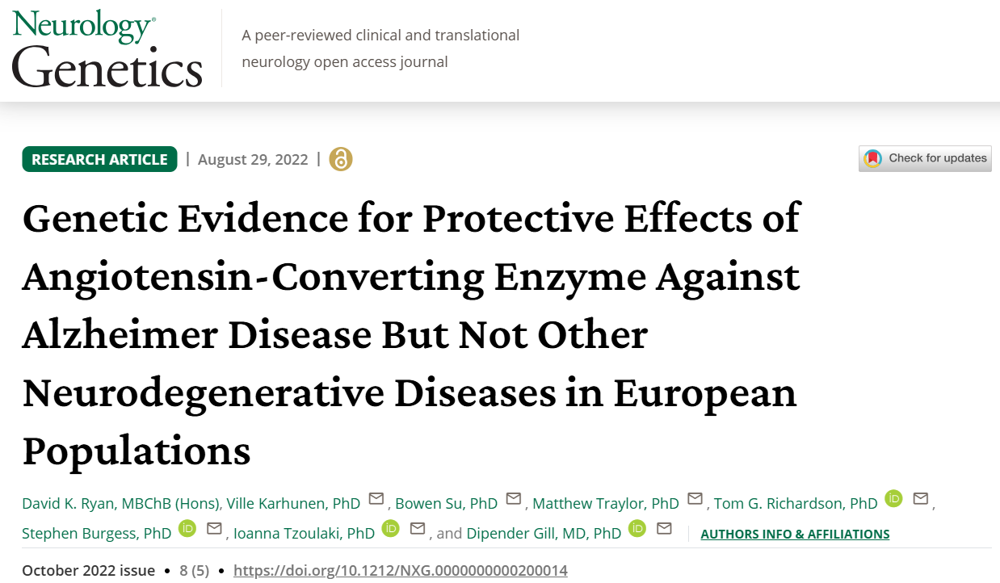 Neurology®
Genetics
A peer-reviewed clinical and translational
neurology open access journal
RESEARCH ARTICLE | August 29, 2022 |
Check for updates
Genetic Evidence for Protective Effects of
Angiotensin-Converting Enzyme Against
Alzheimer Disease But Not Other
Neurodegenerative Diseases in European
Populations
David K. Ryan, MBChB (Hons), Ville Karhunen, PhD , Bowen Su, PhD , Matthew Traylor, PhD , Tom G. Richardson, PhD iD ,
Stephen Burgess, PhD iD , Ioanna Tzoulaki, PhD iD , and Dipender Gill, MD, PhD iD AUTHORS INFO & AFFILIATIONS
October 2022 issue • 8 (5) • https://doi.org/10.1212/NXG.0000000000200014